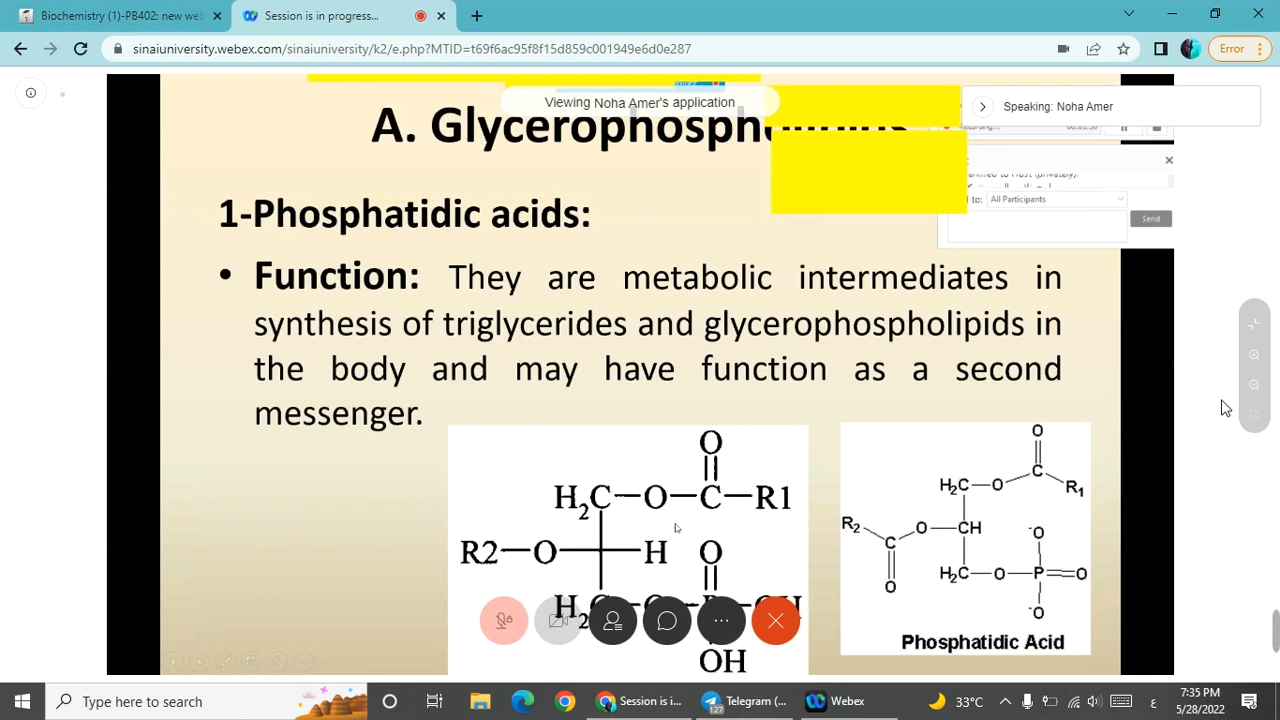 Biochemistry (1)-PB402: new web
Session is in progress...
sinaiuniversity.webex.com/sinaiuniversity/k2/e.php?MTID=t69f6ac95f8f15d859c001949e6d0e287
Error
Viewing Noha Amer's application
Speaking: Noha Amer
A. Glycerophospholipids
All Participants
Send
1-Phosphatidic acids:
• Function: They are metabolic intermediates in
synthesis of triglycerides and glycerophospholipids in
the body and may have function as a second
messenger.
O
H2C—O—C—R1
R2—O—H
O
H2
OH
O
H2C—O—C
R1
R2
O
CH
-O
C
O
H2C—O—P=O
-O
Phosphatidic Acid
Type here to search
Session is i...
Telegram (...
127
Webex
33°C
ع
7:35 PM
5/28/2022